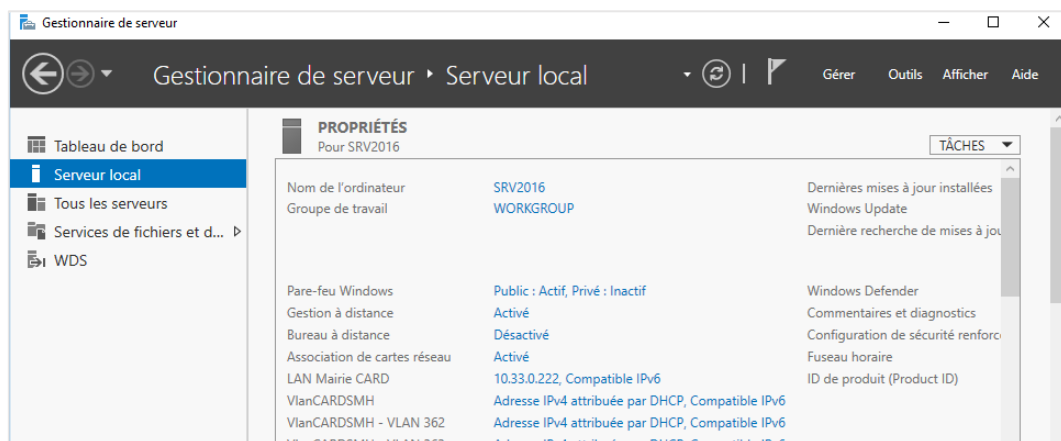 Gestionnaire de serveur
Gestionnaire de serveur ‣ Serveur local
Gérer Outils Afficher Aide
Tableau de bord
Serveur local
Tous les serveurs
Services de fichiers et d...
WDS
PROPRIÉTÉS
Pour SRV2016
TÂCHES
Nom de l'ordinateur SRV2016 Dernières mises à jour installées
Groupe de travail WORKGROUP Windows Update
Dernière recherche de mises à jou
Pare-feu Windows Public : Actif, Privé : Inactif Windows Defender
Gestion à distance Activé Commentaires et diagnostics
Bureau à distance Désactivé Configuration de sécurité renforc
Association de cartes réseau Activé Fuseau horaire
LAN Mairie CARD 10.33.0.222, Compatible IPv6 ID de produit (Product ID)
VlanCARDSMH Adresse IPv4 attribuée par DHCP, Compatible IPv6
VlanCARDSMH - VLAN 362 Adresse IPv4 attribuée par DHCP, Compatible IPv6